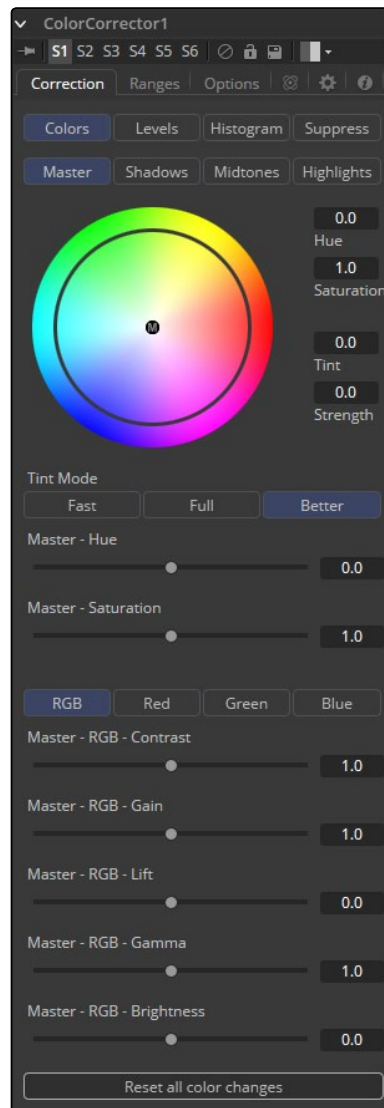 ColorCorrector1
S1 S2 S3 S4 S5 S6
Correction Ranges Options
Colors Levels Histogram Suppress
Master Shadows Midtones Highlights
0.0
Hue
1.0
Saturation
M
0.0
Tint
0.0
Strength
Tint Mode
Fast Full Better
Master - Hue
0.0
Master - Saturation
1.0
RGB Red Green Blue
Master - RGB - Contrast
1.0
Master - RGB - Gain
1.0
Master - RGB - Lift
0.0
Master - RGB - Gamma
1.0
Master - RGB - Brightness
0.0
Reset all color changes